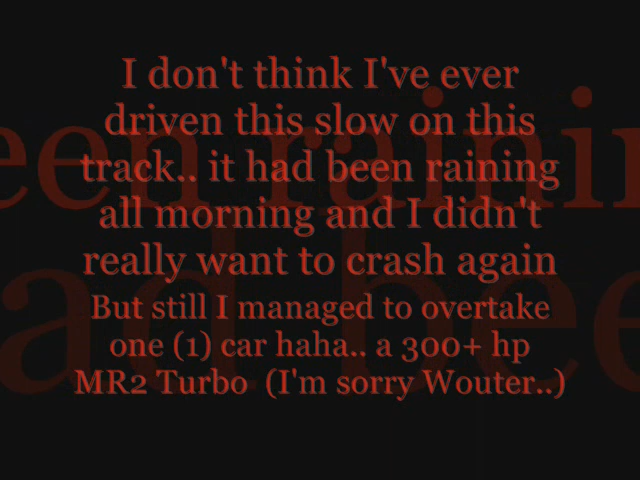 I don't think I've ever
driven this slow on this
track.. it had been raining
all morning and I didn't
really want to crash again
But still I managed to overtake
one (1) car haha.. a 300+ hp
MR2 Turbo (I'm sorry Wouter..)